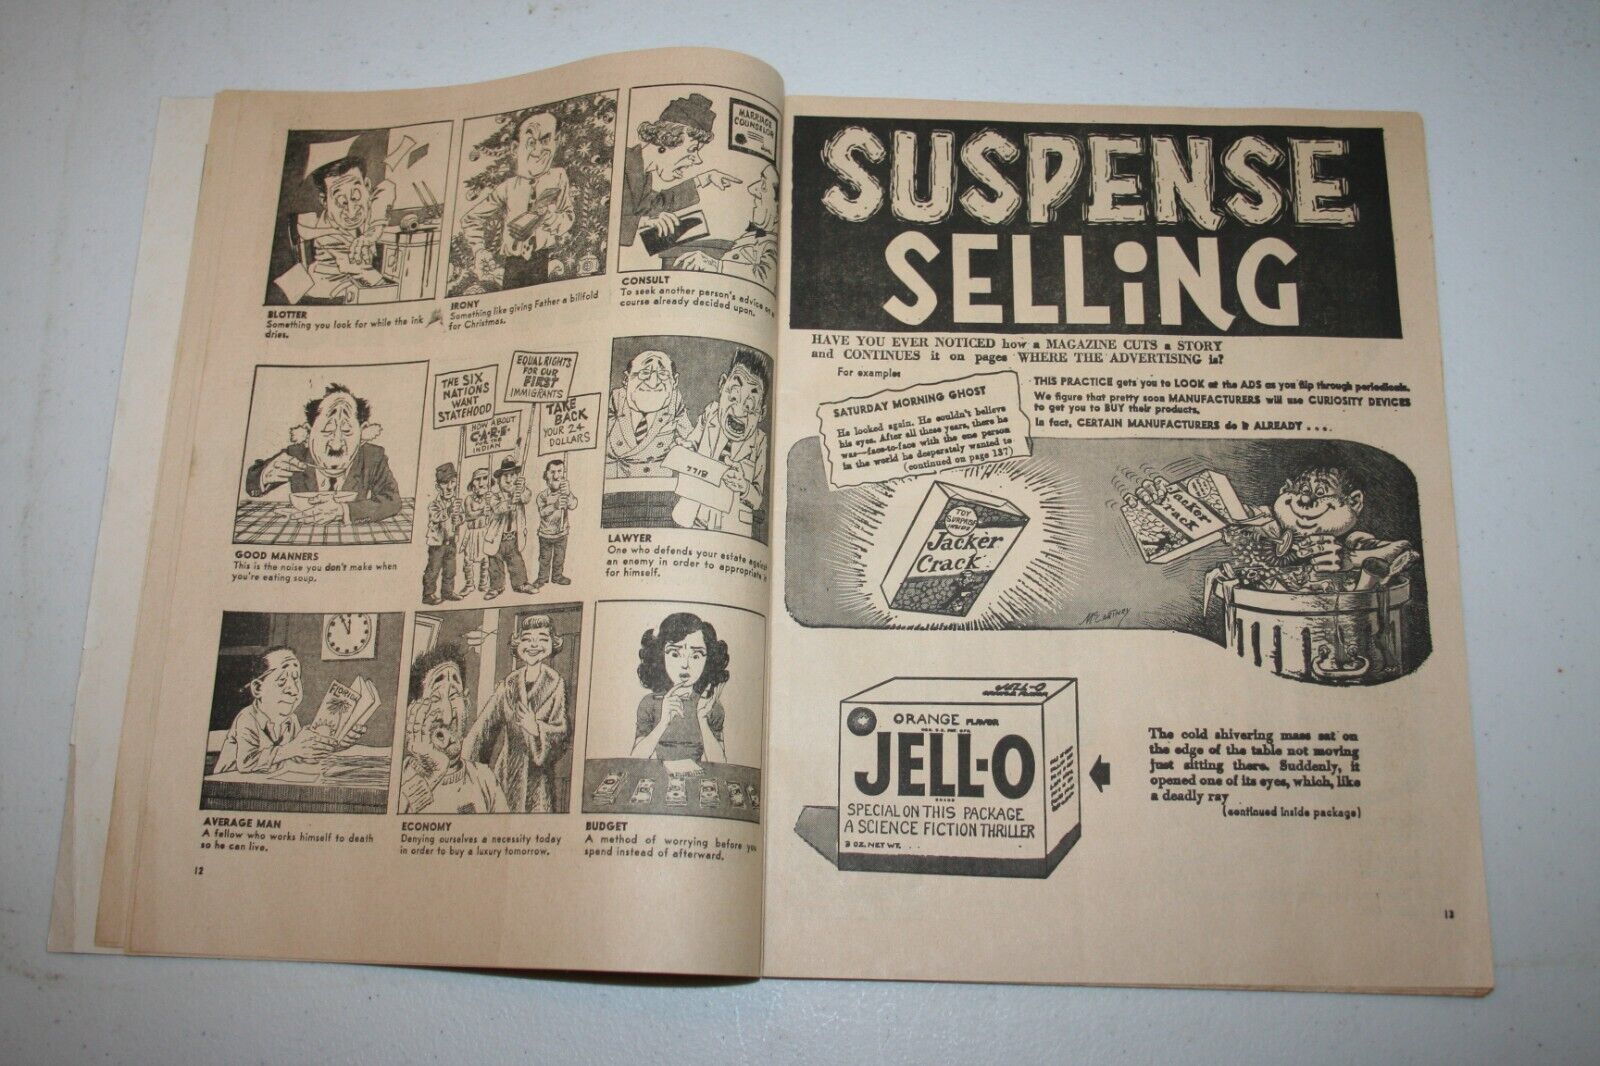 MARRIAGE
COUNSELOR
BLOTTER
Something you look for while the ink
dries.
IRONY
Something like giving Father a billfold
for Christmas.
CONSULT
To seek another person's advice on a
course already decided upon.
THE SIX
NATIONS
WANT
STATEHOOD
EQUAL RIGHTS
FOR OUR
FIRST
IMMIGRANTS
HOW ABOUT
C.A.R.E.
FOR THE
INDIAN
TAKE
BACK
YOUR 24
DOLLARS
BILL
GOOD MANNERS
This is the noise you don't make when
you're eating soup.
LAWYER
One who defends your estate against
an enemy in order to appropriate it
for himself.
FLORIDA
AVERAGE MAN
A fellow who works himself to death
so he can live.
ECONOMY
Denying ourselves a necessity today
in order to buy a luxury tomorrow.
BUDGET
A method of worrying before you
spend instead of afterward.
12
SUSPENSE
SELLiNG
HAVE YOU EVER NOTICED how a MAGAZINE CUTS a STORY
and CONTINUES it on pages WHERE THE ADVERTISING is?
For example:
SATURDAY MORNING GHOST
He looked again. He couldn't believe
his eyes. After all these years, there he
was—face-to-face with the one person
in the world he desperately wanted to
(continued on page 137)
THIS PRACTICE gets you to LOOK at the ADS as you flip through periodicals.
We figure that pretty soon MANUFACTURERS will use CURIOSITY DEVICES
to get you to BUY their products.
In fact, CERTAIN MANUFACTURERS do it ALREADY . . .
TOY
SURPRISE
INSIDE
Jacker
Crack
Jacker
Crack
JELL-O
ORANGE FLAVOR
JELL-O
BRAND
SPECIAL ON THIS PACKAGE
A SCIENCE FICTION THRILLER
3 OZ. NET WT.
The cold shivering mass sat on
the edge of the table not moving
just sitting there. Suddenly, it
opened one of its eyes, which, like
a deadly ray
(continued inside package)
13